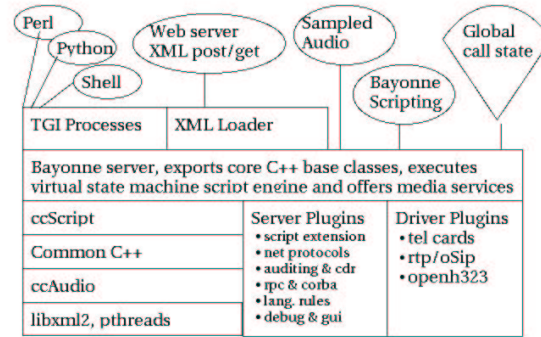 Perl
Python
Shell
Web server
XML post/get
Sampled
Audio
Bayonne
Scripting
Global
call state
TGI Processes
XML Loader
Bayonne server, exports core C++ base classes, executes
virtual state machine script engine and offers media services
ccScript
Common C++
ccAudio
libxml2, pthreads
Server Plugins
• script extension
• net protocols
• auditing & cdr
• rpc & corba
• lang. rules
• debug & gui
Driver Plugins
• tel cards
• rtp/oSip
• openh323